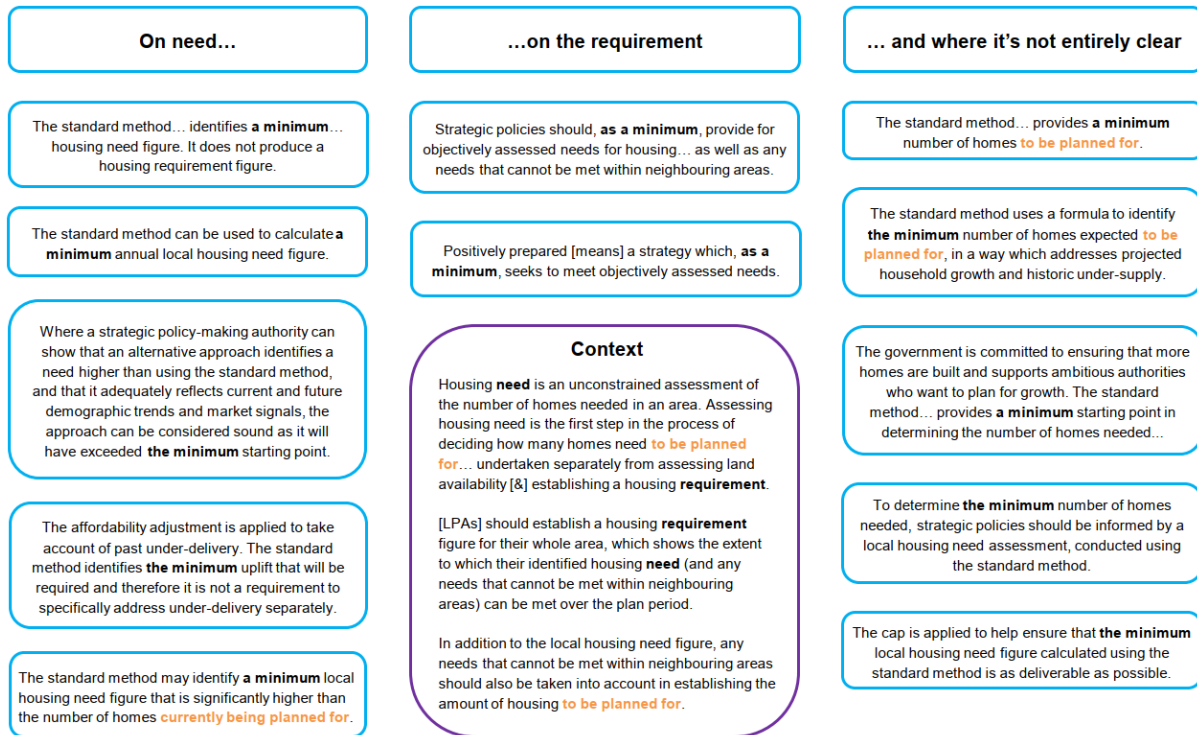 On need…
The standard method… identifies a minimum…
housing need figure. It does not produce a
housing requirement figure.
The standard method can be used to calculate a
minimum annual local housing need figure.
Where a strategic policy-making authority can
show that an alternative approach identifies a
need higher than using the standard method,
and that it adequately reflects current and future
demographic trends and market signals, the
approach can be considered sound as it will
have exceeded the minimum starting point.
The affordability adjustment is applied to take
account of past under-delivery. The standard
method identifies the minimum uplift that will be
required and therefore it is not a requirement to
specifically address under-delivery separately.
The standard method may identify a minimum local
housing need figure that is significantly higher than
the number of homes currently being planned for.
…on the requirement
Strategic policies should, as a minimum, provide for
objectively assessed needs for housing… as well as any
needs that cannot be met within neighbouring areas.
Positively prepared [means] a strategy which, as a
minimum, seeks to meet objectively assessed needs.
Context
Housing need is an unconstrained assessment of
the number of homes needed in an area. Assessing
housing need is the first step in the process of
deciding how many homes need to be planned
for… undertaken separately from assessing land
availability [&] establishing a housing requirement.
[LPAs] should establish a housing requirement
figure for their whole area, which shows the extent
to which their identified housing need (and any
needs that cannot be met within neighbouring
areas) can be met over the plan period.
In addition to the local housing need figure, any
needs that cannot be met within neighbouring areas
should also be taken into account in establishing the
amount of housing to be planned for.
… and where it's not entirely clear
The standard method… provides a minimum
number of homes to be planned for.
The standard method uses a formula to identify
the minimum number of homes expected to be
planned for, in a way which addresses projected
household growth and historic under-supply.
The government is committed to ensuring that more
homes are built and supports ambitious authorities
who want to plan for growth. The standard
method… provides a minimum starting point in
determining the number of homes needed...
To determine the minimum number of homes
needed, strategic policies should be informed by a
local housing need assessment, conducted using
the standard method.
The cap is applied to help ensure that the minimum
local housing need figure calculated using the
standard method is as deliverable as possible.